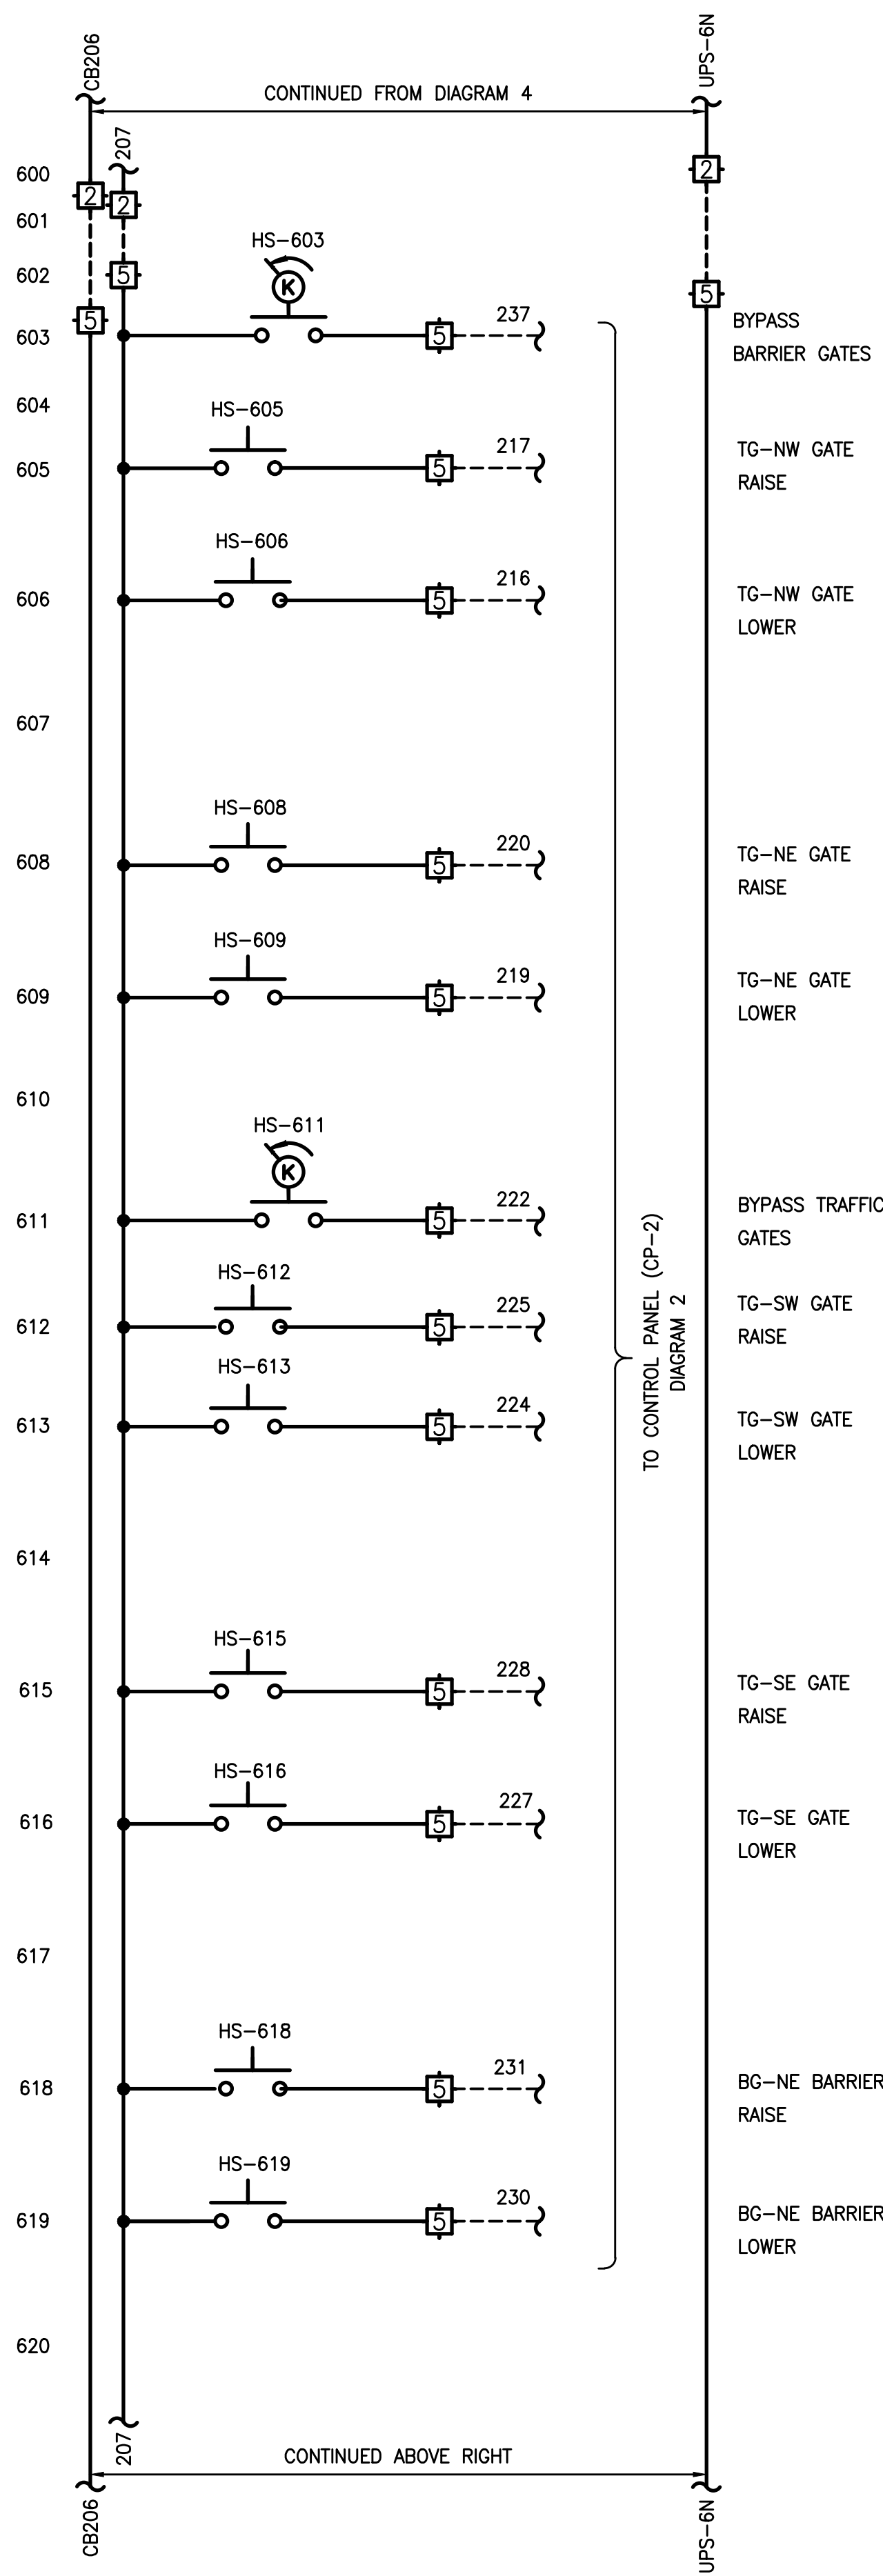 CB206
UPS-6N
CONTINUED FROM DIAGRAM 4
207
600
2
2
2
601
HS-603
602
5
5
5
603
237
BYPASS
BARRIER GATES
K
5
604
HS-605
605
5
217
TG-NW GATE
RAISE
HS-606
606
5
216
TG-NW GATE
LOWER
607
HS-608
608
5
220
TG-NE GATE
RAISE
HS-609
609
5
219
TG-NE GATE
LOWER
610
HS-611
K
611
5
222
BYPASS TRAFFIC
GATES
HS-612
612
5
225
TG-SW GATE
RAISE
HS-613
613
5
224
TG-SW GATE
LOWER
TO CONTROL PANEL (CP-2)
DIAGRAM 2
614
HS-615
615
5
228
TG-SE GATE
RAISE
HS-616
616
5
227
TG-SE GATE
LOWER
617
HS-618
618
5
231
BG-NE BARRIER
RAISE
HS-619
619
5
230
BG-NE BARRIER
LOWER
620
207
CONTINUED ABOVE RIGHT
CB206
UPS-6N